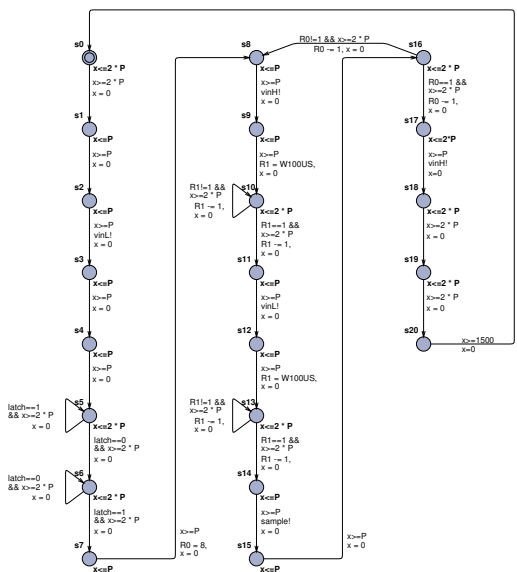 s0
x<=2 * P
x>=2 * P
x = 0
s1
x<=P
x>=P
x = 0
s2
x<=P
x>=P
vinL!
x = 0
s3
x<=P
x>=P
x = 0
s4
x<=P
x>=P
x = 0
latch==1
&& x>=2 * P
x = 0
s5
x<=2 * P
latch==0
&& x>=2 * P
x = 0
latch==0
&& x>=2 * P
x = 0
s6
x<=2 * P
latch==1
&& x>=2 * P
x = 0
s7
x<=P
x>=P
R0 = 8,
x = 0
s8
x<=P
x>=P
vinH!
x = 0
s9
x<=P
x>=P
R1 = W100US,
x = 0
R1!=1 &&
x>=2 * P
R1 -= 1,
x = 0
s10
x<=2 * P
R1==1 &&
x>=2 * P
R1 -= 1,
x = 0
s11
x<=P
x>=P
vinL!
x = 0
s12
x<=P
x>=P
R1 = W100US,
x = 0
R1!=1 &&
x>=2 * P
R1 -= 1,
x = 0
s13
x<=2 * P
R1==1 &&
x>=2 * P
R1 -= 1,
x = 0
s14
x<=P
x>=P
sample!
x = 0
s15
x<=P
x>=P
x = 0
R0!=1 && x>=2 * P
R0 -= 1, x = 0
s16
x<=2 * P
R0==1 &&
x>=2 * P
R0 -= 1,
x = 0
s17
x<=2*P
x>=P
vinH!
x=0
s18
x<=2 * P
x>=2 * P
x = 0
s19
x<=2 * P
x>=2 * P
x = 0
s20
x>=1500
x=0